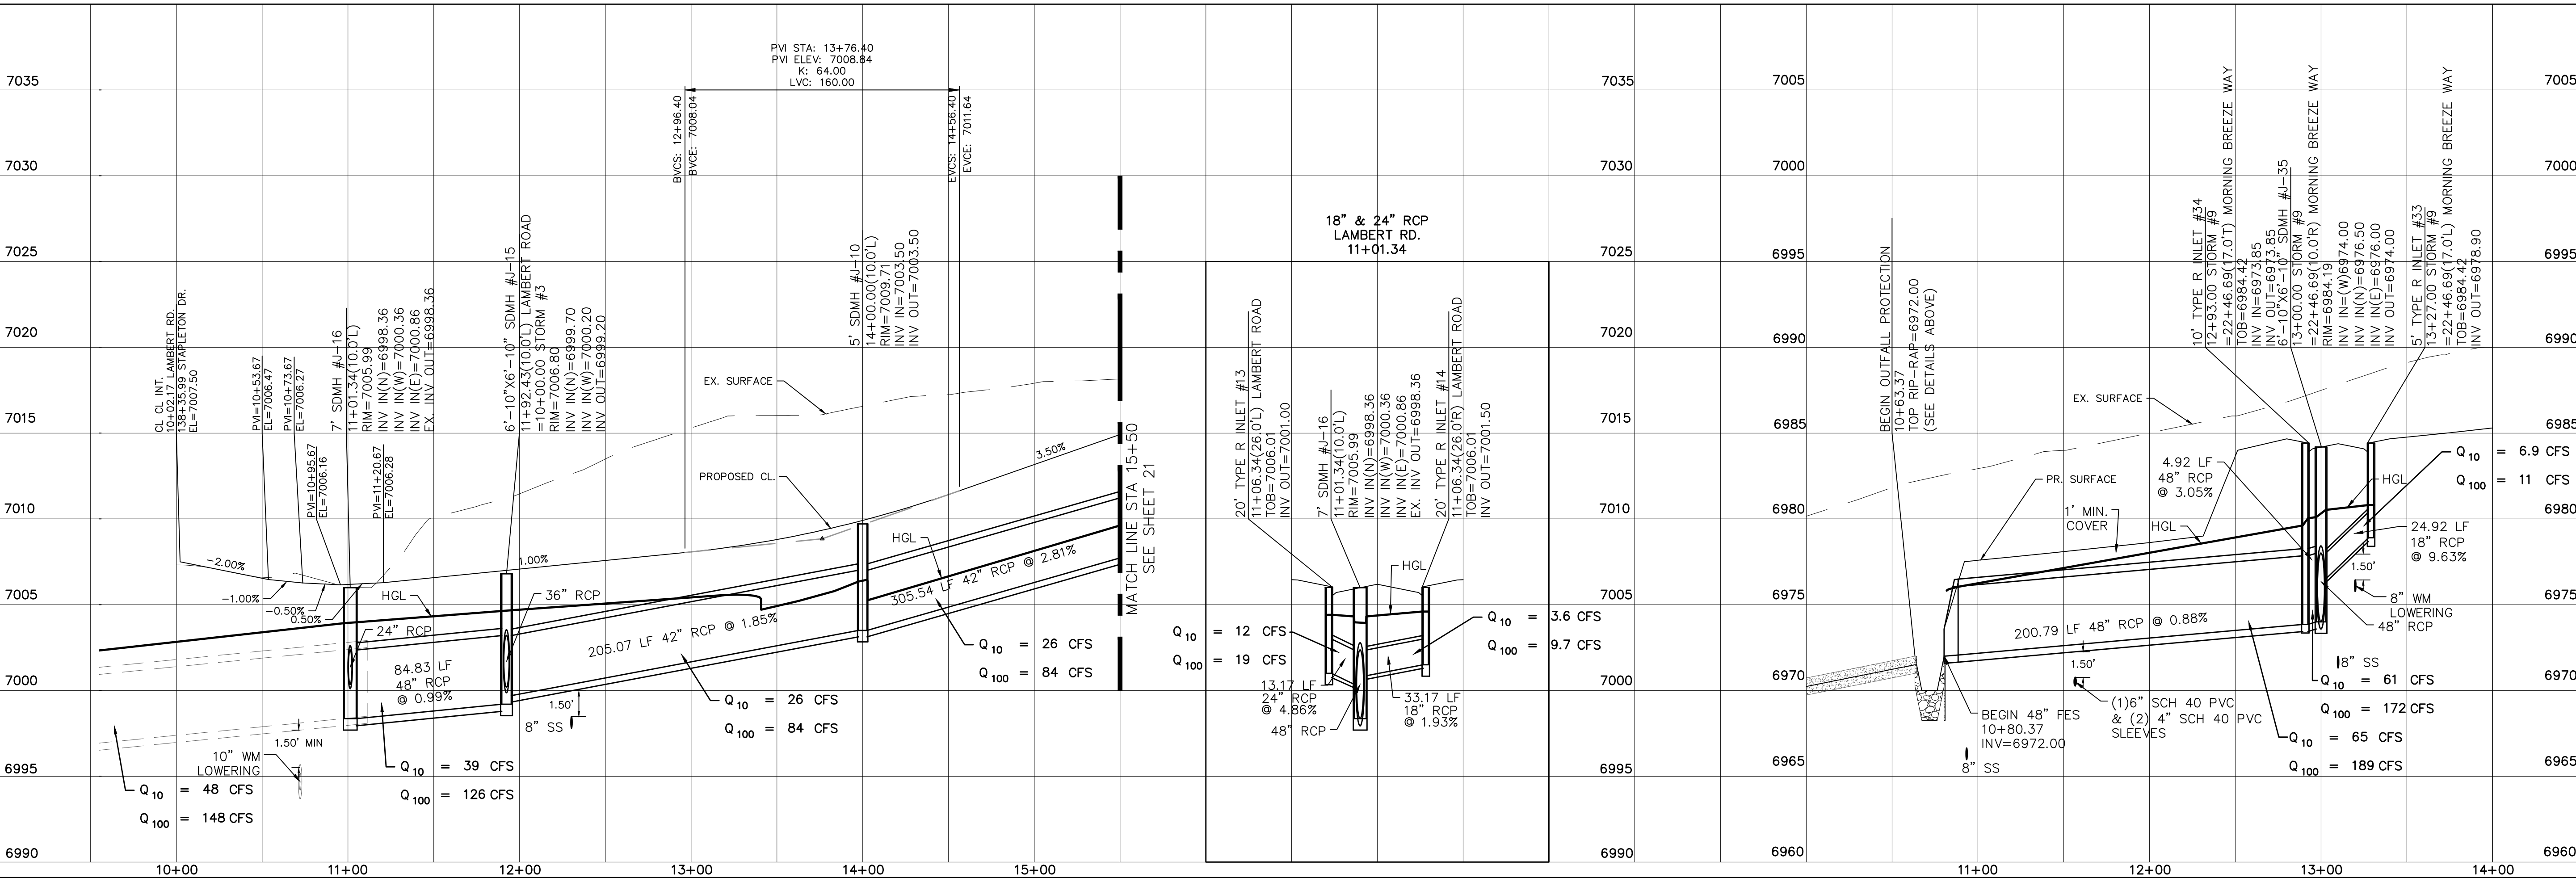 PVI STA: 13+76.40
PVI ELEV: 7008.84
K: 64.00
LVC: 160.00
BVCS: 12+96.40
BVCE: 7008.04
EVCS: 14+56.40
EVCE: 7011.64
7035
7030
7025
7020
7015
7010
7005
7000
6995
6990
CL CL INT.
10+02.17 LAMBERT RD.
138+35.99 STAPLETON DR.
EL=7007.50
PVI=10+53.67
EL=7006.47
PVI=10+73.67
EL=7006.27
PVI=10+95.67
EL=7006.16
7' SDMH #J-16
11+01.34(10.0'L)
RIM=7005.99
INV IN(N)=6998.36
INV IN(W)=7000.36
INV IN(E)=7000.86
EX. INV OUT=6998.36
PVI=11+20.67
EL=7006.28
6'-10"X6'-10" SDMH #J-15
11+92.43(10.0'L) LAMBERT ROAD
=10+00.00 STORM #3
RIM=7006.80
INV IN(N)=6999.70
INV IN(W)=7000.20
INV OUT=6999.20
5' SDMH #J-10
14+00.00(10.0'L)
RIM=7009.71
INV IN=7003.50
INV OUT=7003.50
EX. SURFACE
PROPOSED CL.
3.50%
1.00%
-2.00%
-1.00%
-0.50%
0.50%
HGL
HGL
24" RCP
36" RCP
84.83 LF
48" RCP
@ 0.99%
205.07 LF 42" RCP @ 1.85%
305.54 LF 42" RCP @ 2.81%
1.50'
8" SS
1.50' MIN
10" WM
LOWERING
Q10 = 48 CFS
Q100 = 148 CFS
Q10 = 39 CFS
Q100 = 126 CFS
Q10 = 26 CFS
Q100 = 84 CFS
Q10 = 26 CFS
Q100 = 84 CFS
MATCH LINE STA 15+50
SEE SHEET 21
10+00
11+00
12+00
13+00
14+00
15+00
18" & 24" RCP
LAMBERT RD.
11+01.34
20' TYPE R INLET #13
11+06.34(26.0'L) LAMBERT ROAD
TOB=7006.01
INV OUT=7001.00
7' SDMH #J-16
11+01.34(10.0'L)
RIM=7005.99
INV IN(N)=6998.36
INV IN(W)=7000.36
INV IN(E)=7000.86
EX. INV OUT=6998.36
20' TYPE R INLET #14
11+06.34(26.0'R) LAMBERT ROAD
TOB=7006.01
INV OUT=7001.50
HGL
Q10 = 12 CFS
Q100 = 19 CFS
Q10 = 3.6 CFS
Q100 = 9.7 CFS
13.17 LF
24" RCP
@ 4.86%
48" RCP
33.17 LF
18" RCP
@ 1.93%
7035
7030
7025
7020
7015
7010
7005
7000
6995
6990
7005
7000
6995
6990
6985
6980
6975
6970
6965
6960
BEGIN OUTFALL PROTECTION
10+63.37
TOP RIP-RAP=6972.00
(SEE DETAILS ABOVE)
10' TYPE R INLET #34
12+93.00 STORM #9
=22+46.69(17.0'T) MORNING BREEZE WAY
TOB=6984.42
INV IN=6973.85
INV OUT=6973.85
6'-10"X6'-10" SDMH #J-35
13+00.00 STORM #9
=22+46.69(10.0'R) MORNING BREEZE WAY
RIM=6984.19
INV IN=(W)6974.00
INV IN(N)=6976.50
INV IN(E)=6976.00
INV OUT=6974.00
5' TYPE R INLET #33
13+27.00 STORM #9
=22+46.69(17.0'L) MORNING BREEZE WAY
TOB=6984.42
INV OUT=6978.90
EX. SURFACE
PR. SURFACE
1' MIN.
COVER
HGL
4.92 LF
48" RCP
@ 3.05%
HGL
Q10 = 6.9 CFS
Q100 = 11 CFS
24.92 LF
18" RCP
@ 9.63%
1.50'
8" WM
LOWERING
48" RCP
200.79 LF 48" RCP @ 0.88%
1.50'
(1)6" SCH 40 PVC
& (2) 4" SCH 40 PVC
SLEEVES
BEGIN 48" FES
10+80.37
INV=6972.00
8" SS
8" SS
Q10 = 61 CFS
Q100 = 172 CFS
Q10 = 65 CFS
Q100 = 189 CFS
7005
7000
6995
6990
6985
6980
6975
6970
6965
6960
11+00
12+00
13+00
14+00